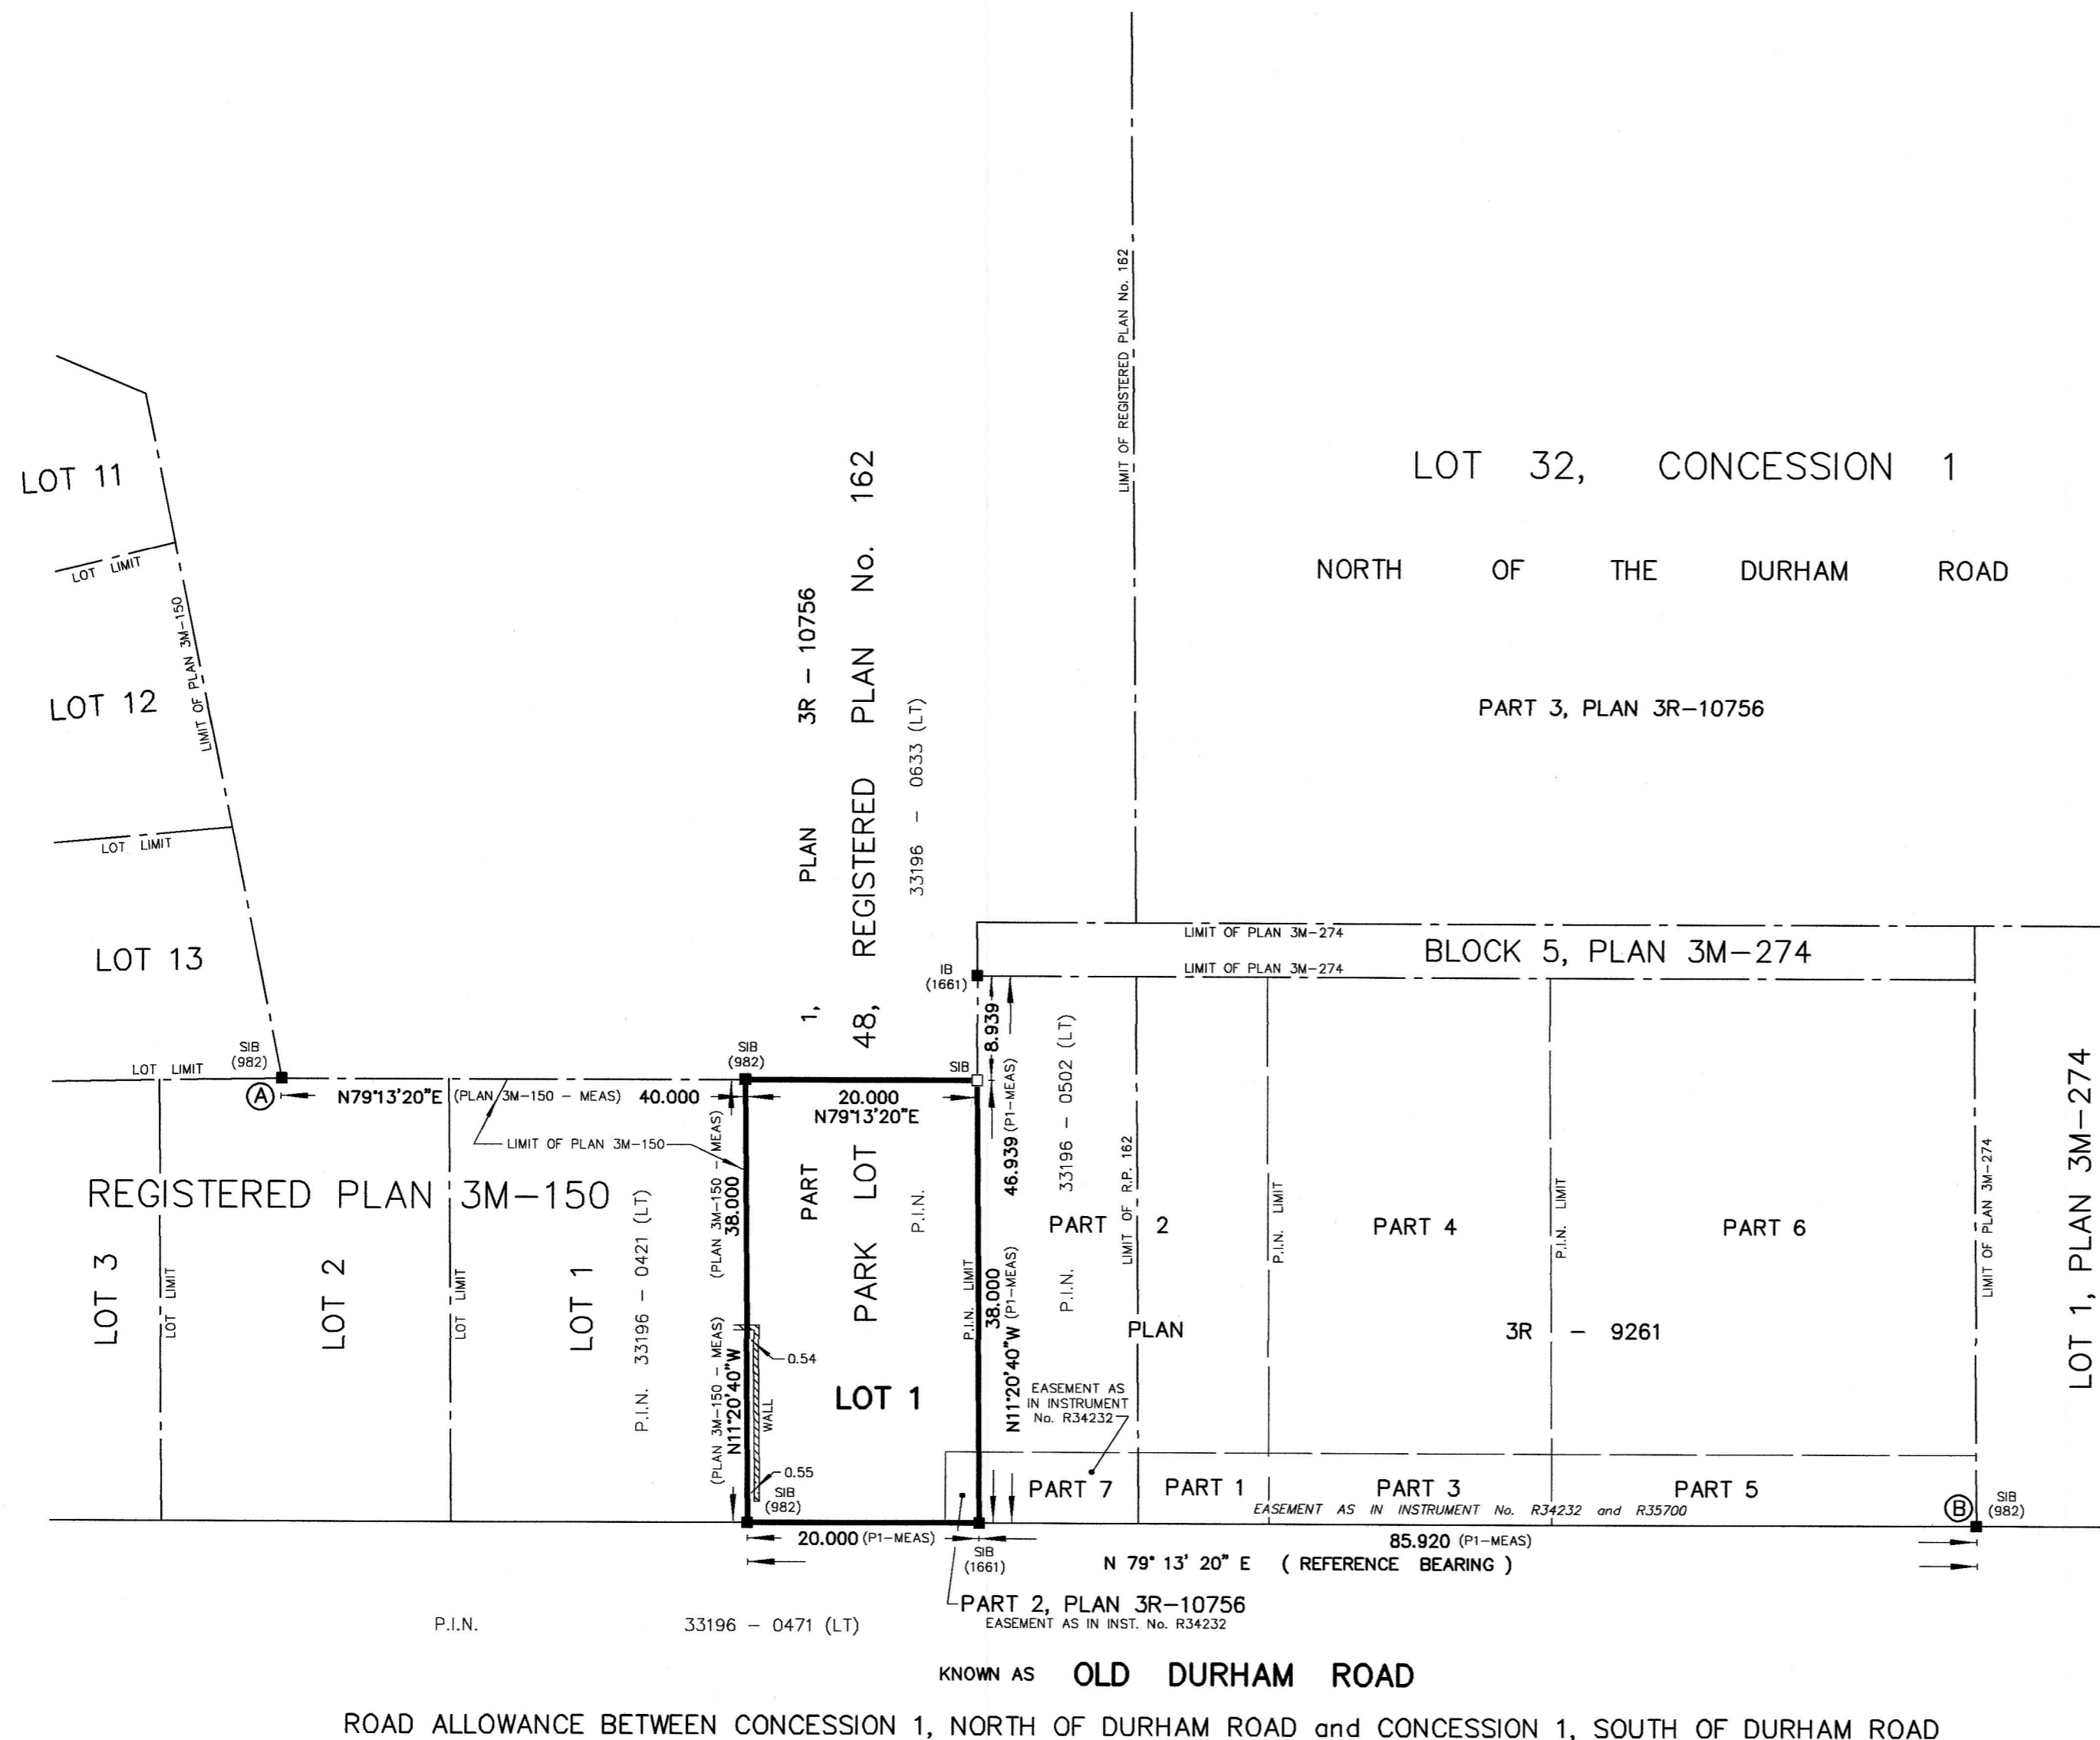 LIMIT OF REGISTERED PLAN No. 162
LOT 32, CONCESSION 1
NORTH OF THE DURHAM ROAD
PART 3, PLAN 3R-10756
LOT 11
LOT LIMIT
LIMIT OF PLAN 3M-150
LOT 12
LOT LIMIT
LOT 13
PART 1, PLAN 3R - 10756
PARK LOT 48, REGISTERED PLAN No. 162
P.I.N. 33196 - 0633 (LT)
LIMIT OF PLAN 3M-274
BLOCK 5, PLAN 3M-274
LIMIT OF PLAN 3M-274
IB
(1661)
8.939
46.939 (P1-MEAS)
SIB
(982)
LOT LIMIT
A
N79°13'20"E (PLAN 3M-150 - MEAS) 40.000
SIB
(982)
SIB
20.000
N79°13'20"E
LIMIT OF PLAN 3M-150
REGISTERED PLAN 3M-150
LOT 3
LOT LIMIT
LOT 2
LOT LIMIT
LOT 1
P.I.N. 33196 - 0421 (LT)
(PLAN 3M-150 - MEAS)
38.000
(PLAN 3M-150 - MEAS)
N11°20'40"W
0.54
WALL
0.55
SIB
(982)
LOT 1
P.I.N. LIMIT
38.000
N11°20'40"W (P1-MEAS)
P.I.N. 33196 - 0502 (LT)
LIMIT OF R.P. 162
PART 2
P.I.N. LIMIT
PART 4
P.I.N. LIMIT
PART 6
LIMIT OF PLAN 3M-274
LOT 1, PLAN 3M-274
PLAN 3R - 9261
EASEMENT AS
IN INSTRUMENT
No. R34232
PART 7
PART 1
PART 3
PART 5
EASEMENT AS IN INSTRUMENT No. R34232 and R35700
B
SIB
(982)
20.000 (P1-MEAS)
SIB
(1661)
85.920 (P1-MEAS)
N 79° 13' 20" E ( REFERENCE BEARING )
PART 2, PLAN 3R-10756
EASEMENT AS IN INST. No. R34232
P.I.N. 33196 - 0471 (LT)
KNOWN AS OLD DURHAM ROAD
ROAD ALLOWANCE BETWEEN CONCESSION 1, NORTH OF DURHAM ROAD and CONCESSION 1, SOUTH OF DURHAM ROAD